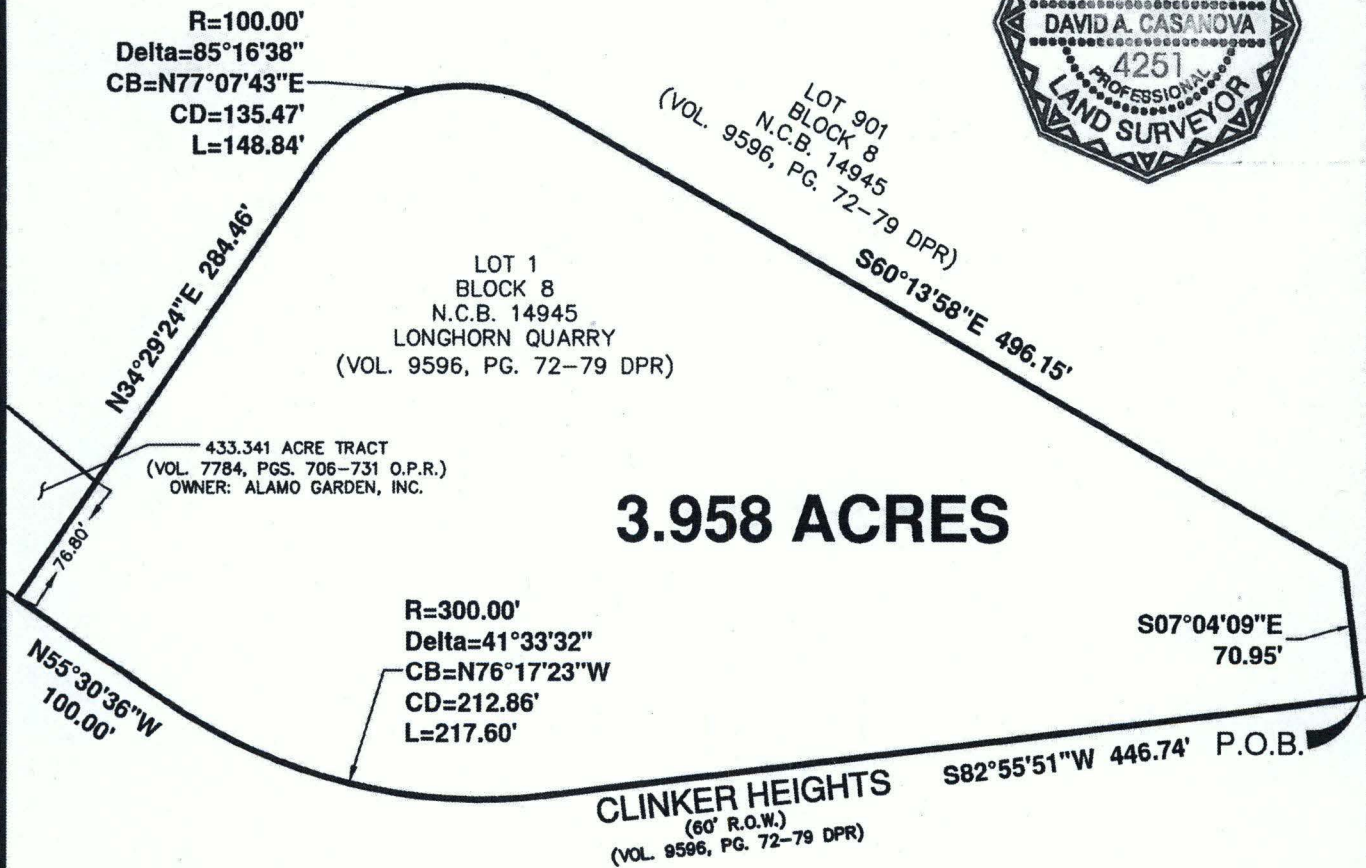 R=100.00'
Delta=85°16'38"
CB=N77°07'43"E
CD=135.47'
L=148.84'
DAVID A. CASANOVA
4251
PROFESSIONAL
LAND SURVEYOR
LOT 901
BLOCK 8
N.C.B. 14945
(VOL. 9596, PG. 72-79 DPR)
N34°29'24"E 284.46'
LOT 1
BLOCK 8
N.C.B. 14945
LONGHORN QUARRY
(VOL. 9596, PG. 72-79 DPR)
S60°13'58"E 496.15'
433.341 ACRE TRACT
(VOL. 7784, PGS. 706-731 O.P.R.)
OWNER: ALAMO GARDEN, INC.
76.80'
3.958 ACRES
R=300.00'
Delta=41°33'32"
CB=N76°17'23"W
CD=212.86'
L=217.60'
S07°04'09"E
70.95'
N55°30'36"W
100.00'
P.O.B.
S82°55'51"W 446.74'
CLINKER HEIGHTS
(60' R.O.W.)
(VOL. 9596, PG. 72-79 DPR)